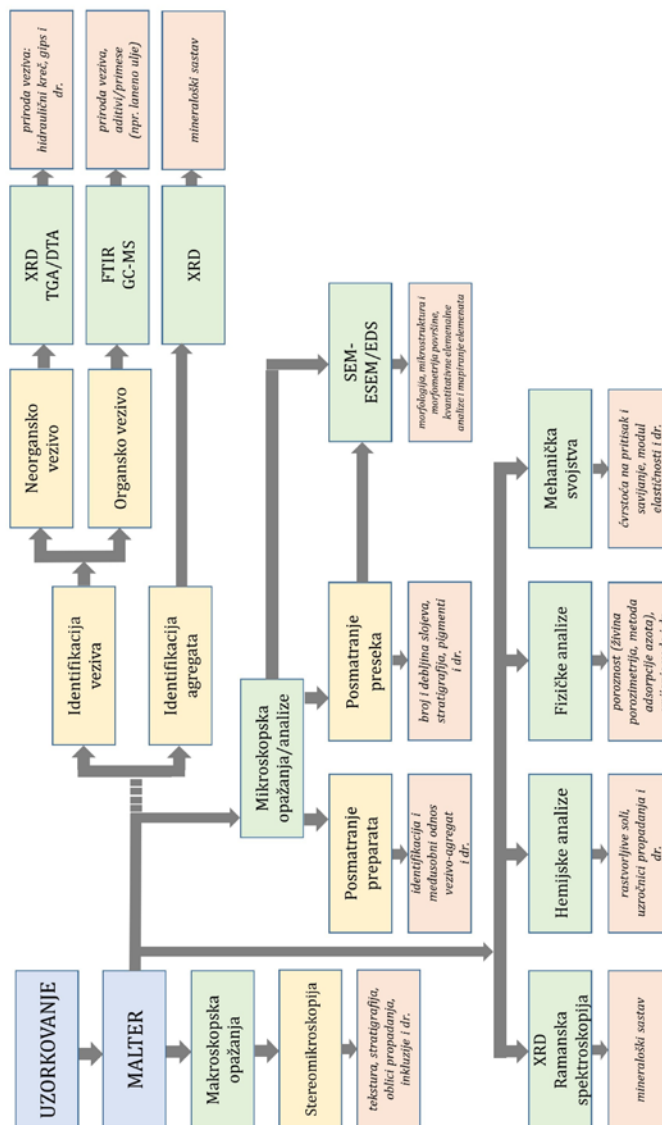 UZORKOVANJE
MALTER
Makroskopska
opažanja
Stereomikroskopija
tekstura, stratigrafija,
oblici propadanja,
inkluzije i dr.
Identifikacija
veziva
Neorgansko
vezivo
XRD
TGA/DTA
priroda veziva:
hidraulični kreč, gips i
dr.
Organsko vezivo
FTIR
GC-MS
priroda veziva,
aditivi/primese
(npr. laneno ulje)
Identifikacija
agregata
XRD
mineraloški sastav
Mikroskopska
opažanja/analize
Posmatranje
preparata
identifikacija i
međusobni odnos
vezivo-agregat
i dr.
Posmatranje
preseka
broj i debljina slojeva,
stratigrafija, pigmenti
i dr.
SEM-
ESEM/EDS
morfologija, mikrostruktura i
morfometrija površine,
kvantitativne elemenalne
analize i mapiranje elemenata
XRD
Ramanska
spektroskopija
mineraloški sastav
Hemijske analize
rastvorljive soli,
uzročnici propadanja i
dr.
Fizičke analize
poroznost (živina
porozimetrija, metoda
adsorpcije azota),
Mehanička
svojstva
čvrstoća na pritisak i
savijanje, modul
elastičnosti i dr.